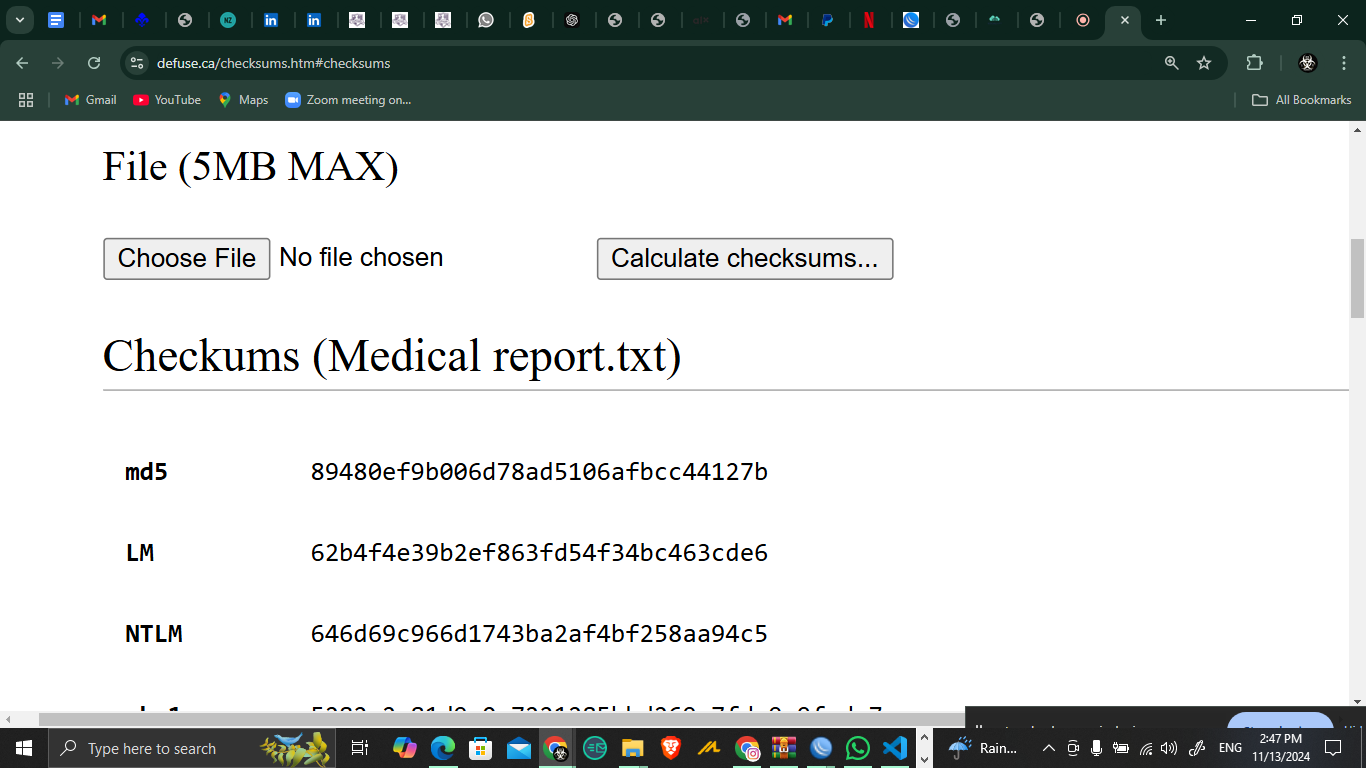 NZ
defuse.ca/checksums.htm#checksums
Gmail
YouTube
Maps
Zoom meeting on...
All Bookmarks
File (5MB MAX)
Choose File No file chosen
Calculate checksums...
Checkums (Medical report.txt)
md5 89480ef9b006d78ad5106afbcc44127b
LM 62b4f4e39b2ef863fd54f34bc463cde6
NTLM 646d69c966d1743ba2af4bf258aa94c5
Type here to search
Rain...
ENG
2:47 PM
11/13/2024